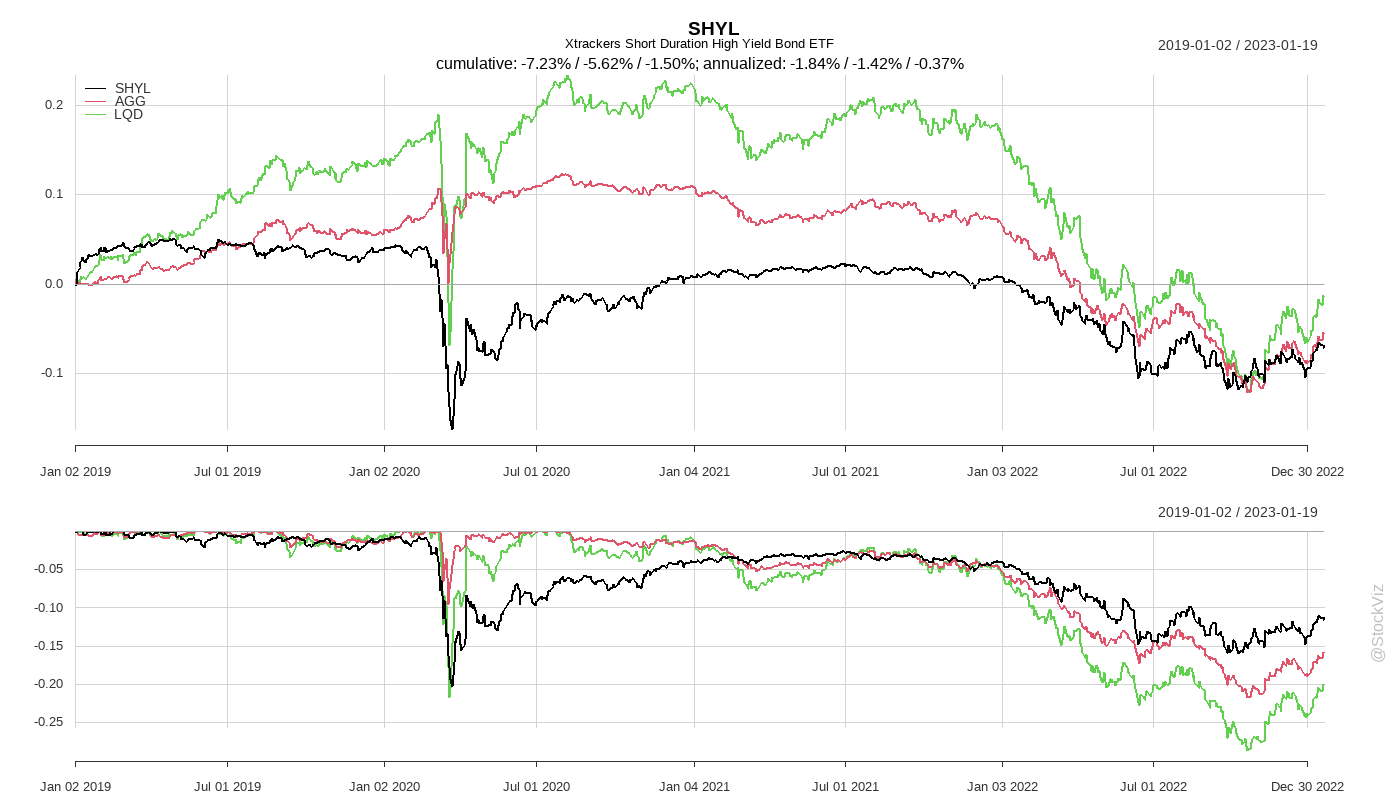 SHYL
Xtrackers Short Duration High Yield Bond ETF
2019-01-02 / 2023-01-19
cumulative: -7.23% / -5.62% / -1.50%; annualized: -1.84% / -1.42% / -0.37%
SHYL
AGG
LQD
0.2
0.1
0.0
-0.1
Jan 02 2019 Jul 01 2019 Jan 02 2020 Jul 01 2020 Jan 04 2021 Jul 01 2021 Jan 03 2022 Jul 01 2022 Dec 30 2022
2019-01-02 / 2023-01-19
-0.05
-0.10
-0.15
-0.20
-0.25
Jan 02 2019 Jul 01 2019 Jan 02 2020 Jul 01 2020 Jan 04 2021 Jul 01 2021 Jan 03 2022 Jul 01 2022 Dec 30 2022
@StockViz